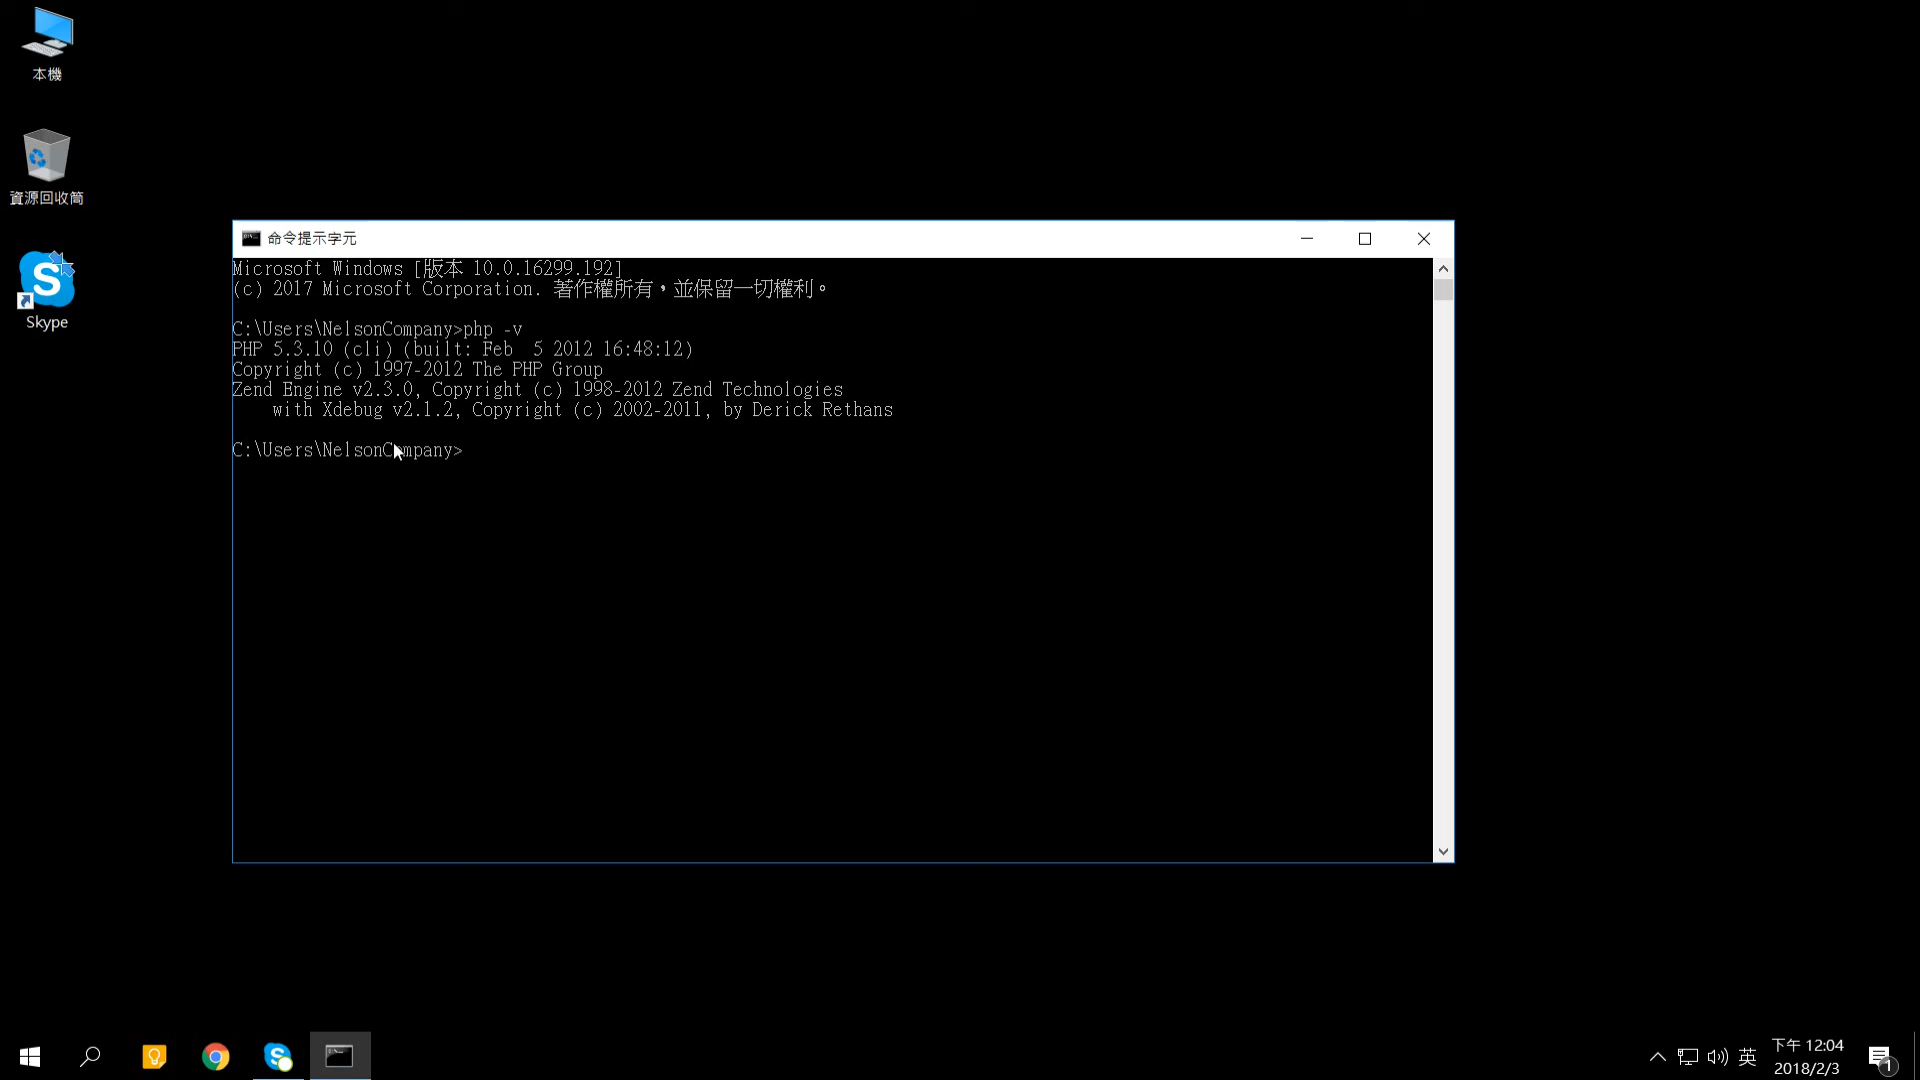 本機
資源回收筒
Skype
命令提示字元
Microsoft Windows [版本 10.0.16299.192]
(c) 2017 Microsoft Corporation. 著作權所有，並保留一切權利。
C:\Users\NelsonCompany>php -v
PHP 5.3.10 (cli) (built: Feb  5 2012 16:48:12)
Copyright (c) 1997-2012 The PHP Group
Zend Engine v2.3.0, Copyright (c) 1998-2012 Zend Technologies
    with Xdebug v2.1.2, Copyright (c) 2002-2011, by Derick Rethans
C:\Users\NelsonCompany>
英
下午 12:04
2018/2/3
1